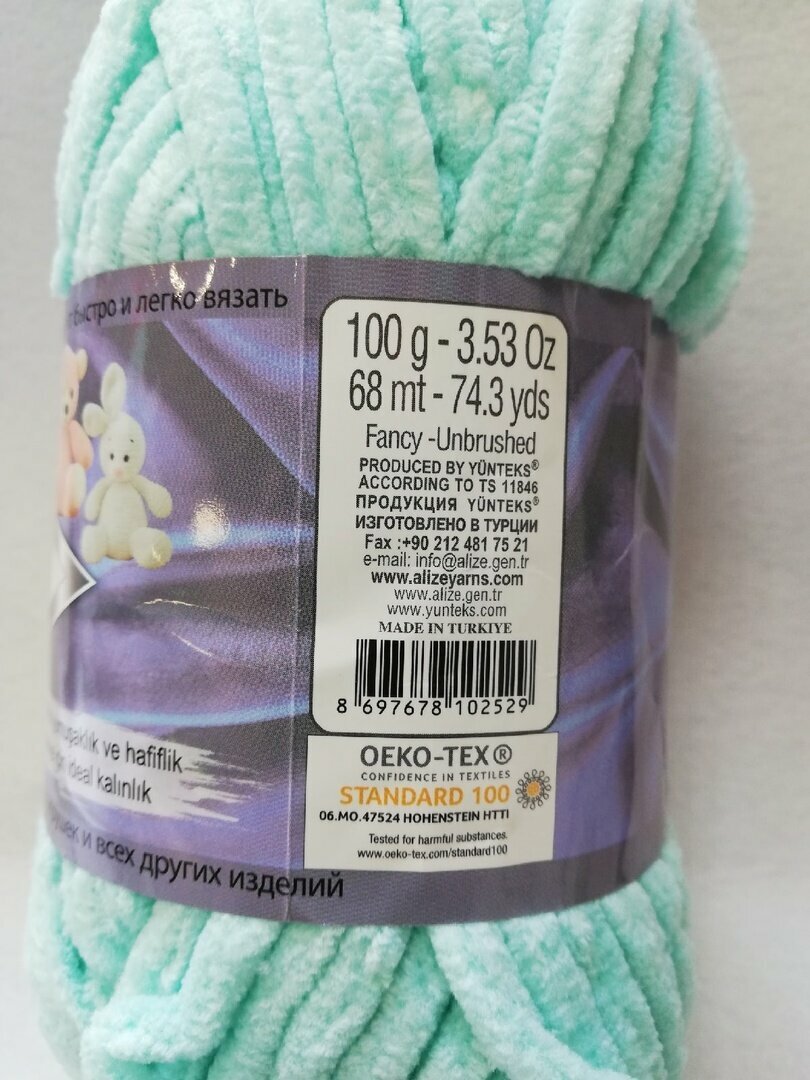 быстро и легко вязать
100 g - 3.53 Oz
68 mt - 74.3 yds
Fancy -Unbrushed
PRODUCED BY YÜNTEKS®
ACCORDING TO TS 11846
ПРОДУКЦИЯ YÜNTEKS®
ИЗГОТОВЛЕНО В ТУРЦИИ
Fax :+90 212 481 75 21
e-mail: info@alize.gen.tr
www.alizeyarns.com
www.alize.gen.tr
www.yunteks.com
MADE IN TURKIYE
8 697678 102529
ve hafiflik
ideal kalınlık
OEKO-TEX®
CONFIDENCE IN TEXTILES
STANDARD 100
06.MO.47524 HOHENSTEIN HTTI
Tested for harmful substances.
www.oeko-tex.com/standard100
и всех других изделий